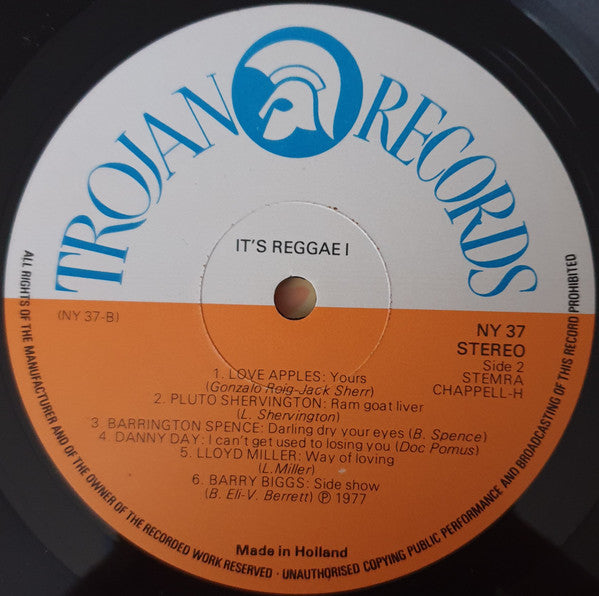 TROJAN RECORDS
IT'S REGGAE I
(NY 37-B)
NY 37
STEREO
Side 2
STEMRA
CHAPPELL-H
1. LOVE APPLES: Yours
(Gonzalo Roig-Jack Sherr)
2. PLUTO SHERVINGTON: Ram goat liver
(L. Shervington)
3. BARRINGTON SPENCE: Darling dry your eyes (B. Spence)
4. DANNY DAY: I can't get used to losing you (Doc Pomus)
5. LLOYD MILLER: Way of loving
(L. Miller)
6. BARRY BIGGS: Side show
(B. Eli-V. Berrett) ℗ 1977
Made in Holland
ALL RIGHTS OF THE MANUFACTURER AND OF THE OWNER OF THE RECORDED WORK RESERVED · UNAUTHORISED COPYING PUBLIC PERFORMANCE AND BROADCASTING OF THIS RECORD PROHIBITED